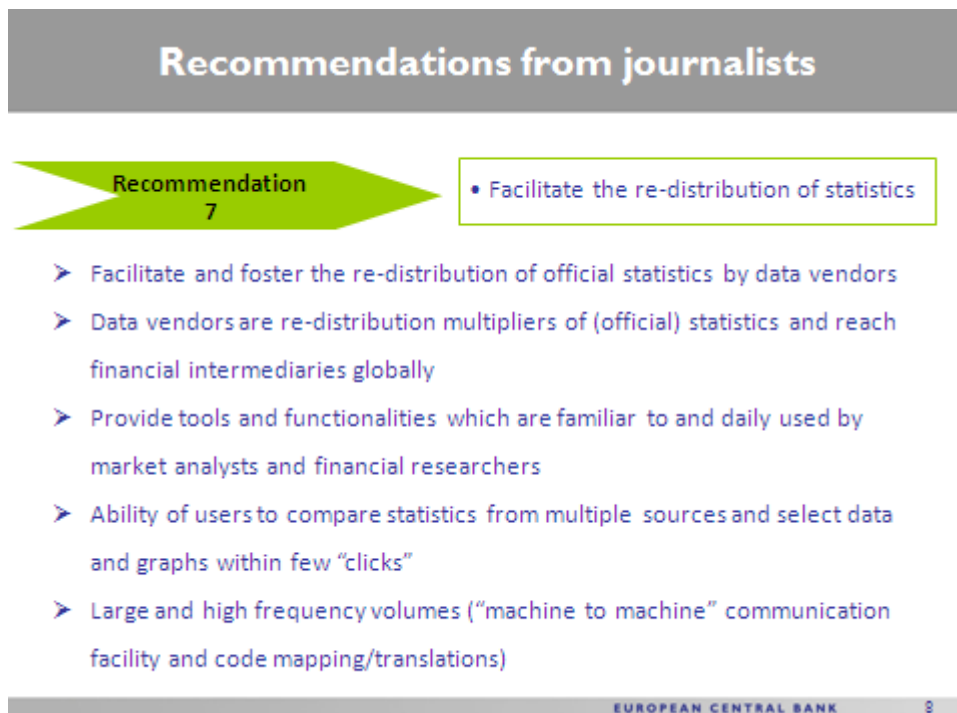 Recommendations from journalists
Recommendation
7
• Facilitate the re-distribution of statistics
➤ Facilitate and foster the re-distribution of official statistics by data vendors
➤ Data vendors are re-distribution multipliers of (official) statistics and reach
financial intermediaries globally
➤ Provide tools and functionalities which are familiar to and daily used by
market analysts and financial researchers
➤ Ability of users to compare statistics from multiple sources and select data
and graphs within few “clicks”
➤ Large and high frequency volumes (“machine to machine” communication
facility and code mapping/translations)
EUROPEAN CENTRAL BANK 8